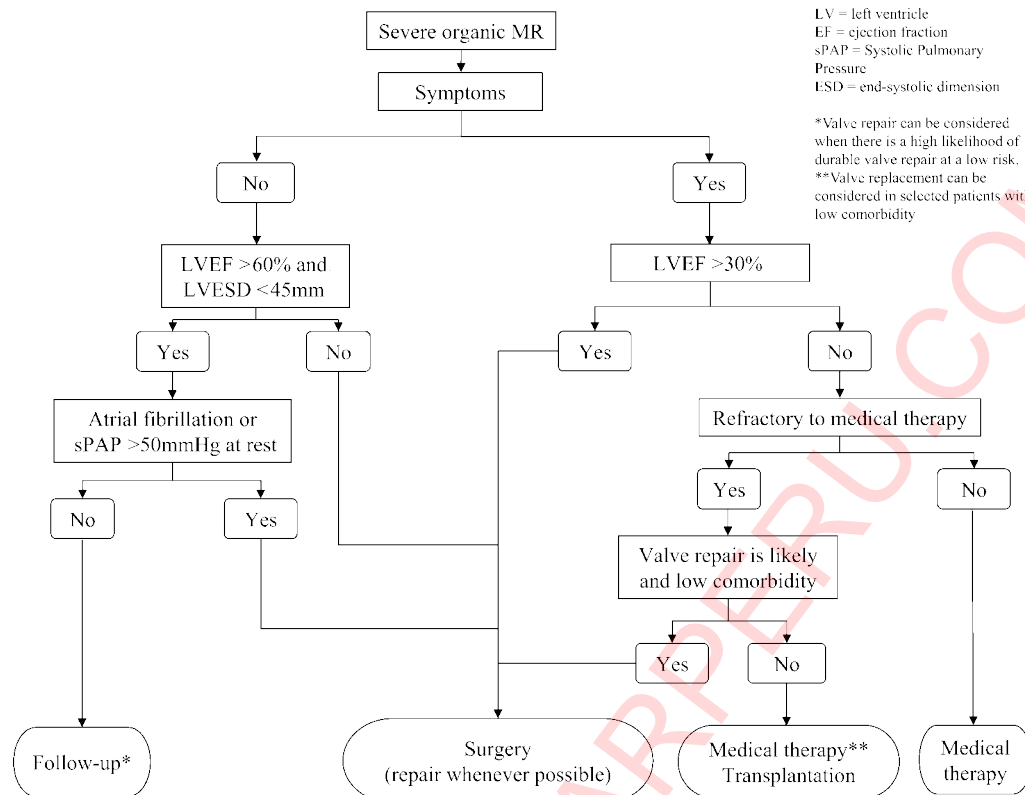 LV = left ventricle
EF = ejection fraction
sPAP = Systolic Pulmonary
Pressure
ESD = end-systolic dimension
*Valve repair can be considered
when there is a high likelihood of
durable valve repair at a low risk.
**Valve replacement can be
considered in selected patients wit
low comorbidity
Severe organic MR
Symptoms
No
Yes
LVEF >60% and
LVESD <45mm
LVEF >30%
Yes
No
Yes
No
Atrial fibrillation or
sPAP >50mmHg at rest
Refractory to medical therapy
No
Yes
Yes
No
Valve repair is likely
and low comorbidity
Yes
No
Follow-up*
Surgery
(repair whenever possible)
Medical therapy**
Transplantation
Medical
therapy
ARPERU.COM